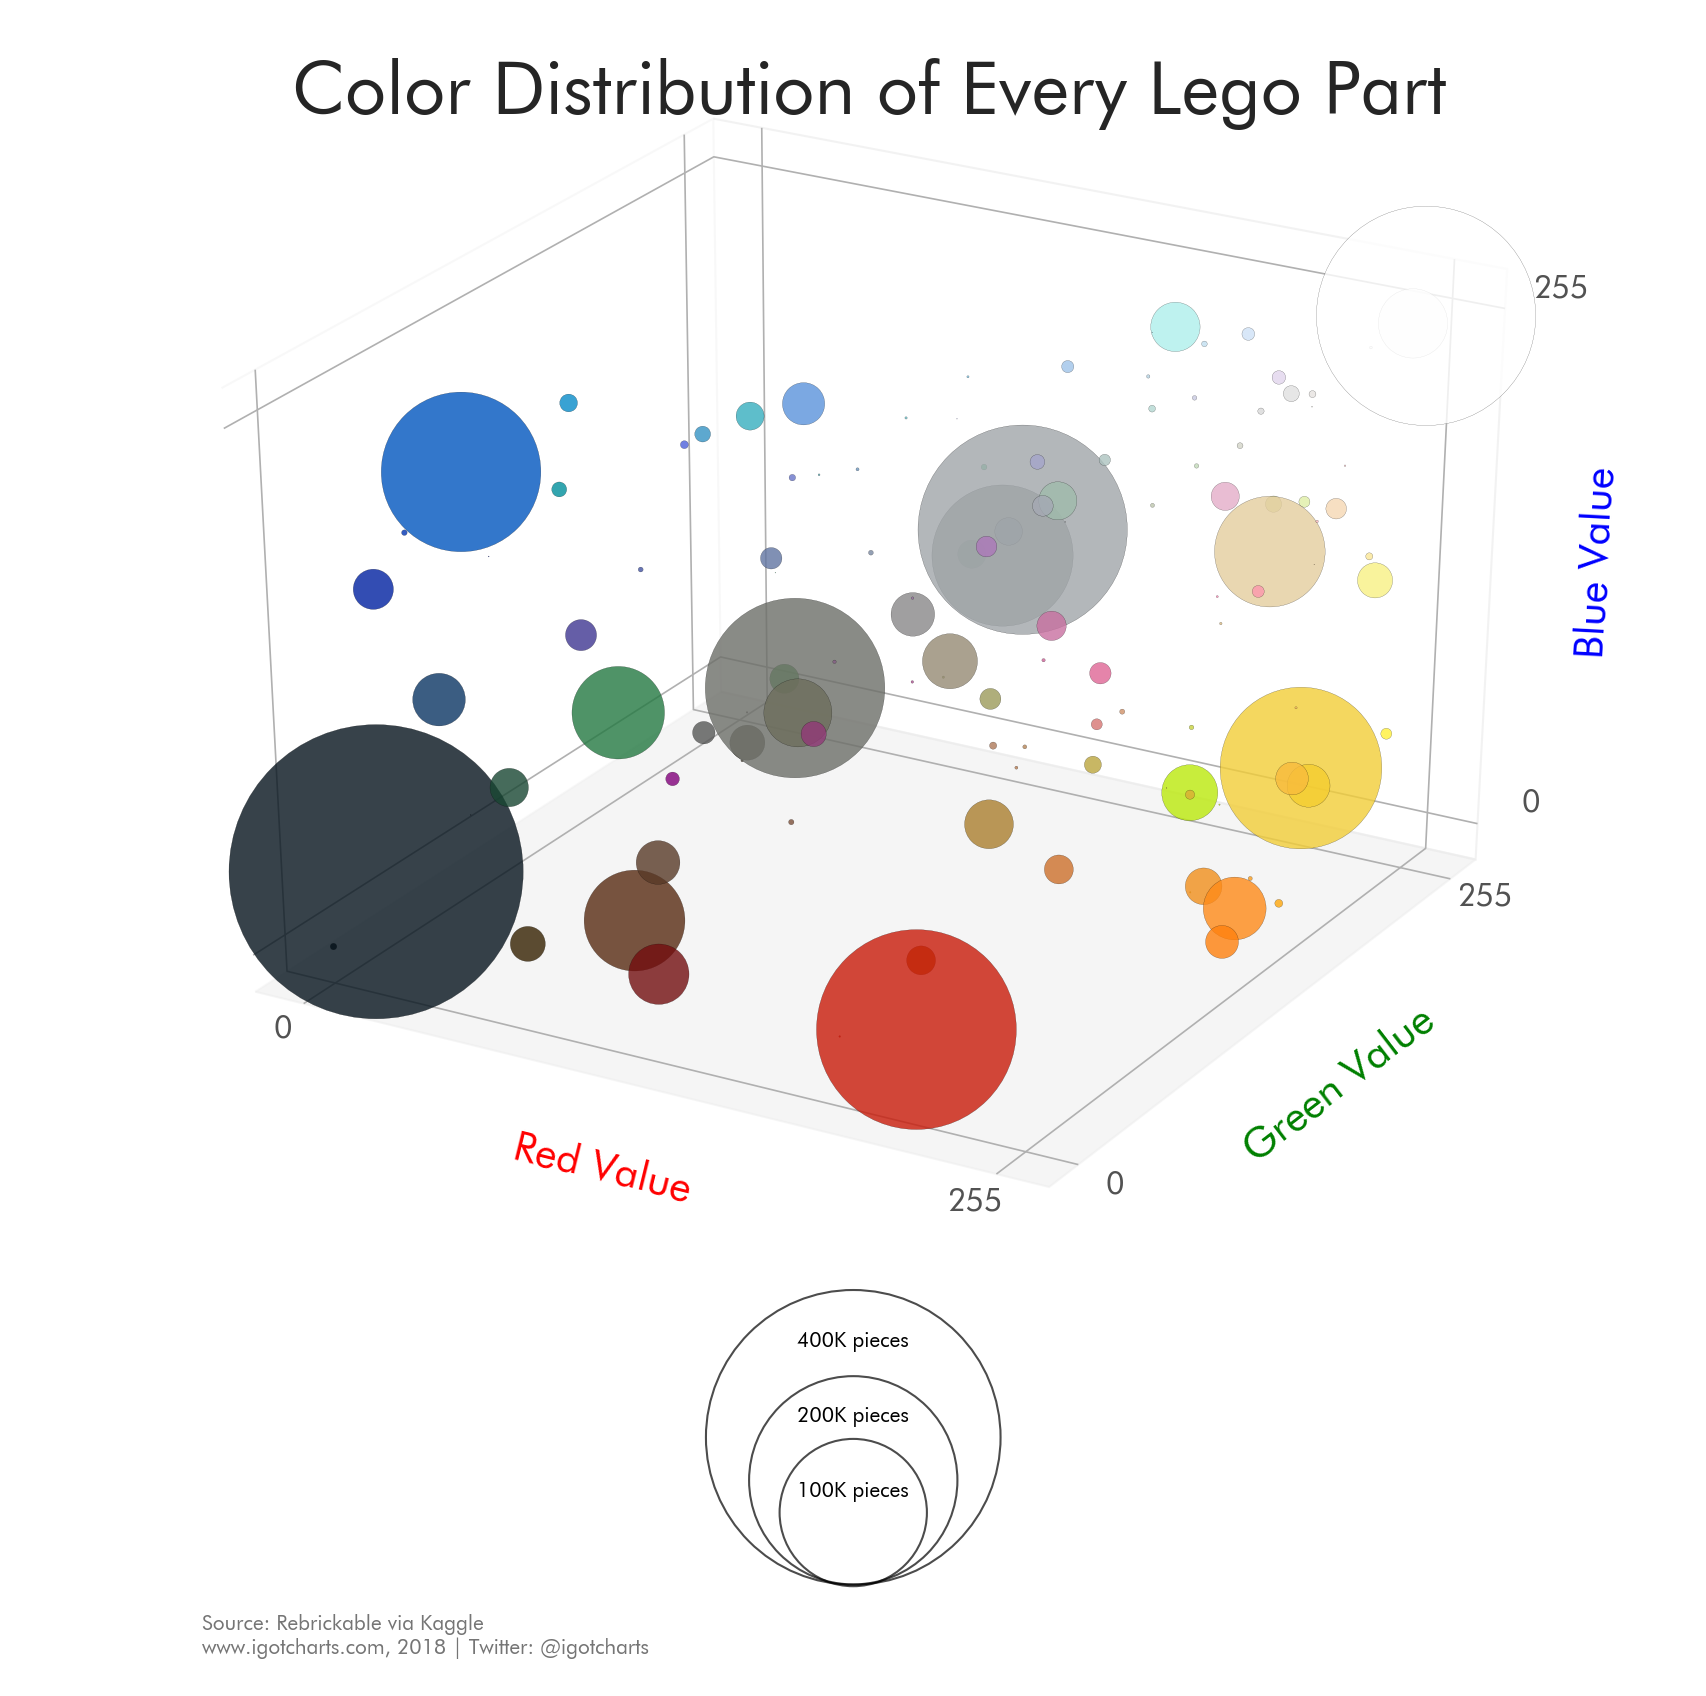 Color Distribution of Every Lego Part
255
Blue Value
0
255
0
Green Value
Red Value
255
0
400K pieces
200K pieces
100K pieces
Source: Rebrickable via Kaggle
www.igotcharts.com, 2018 | Twitter: @igotcharts